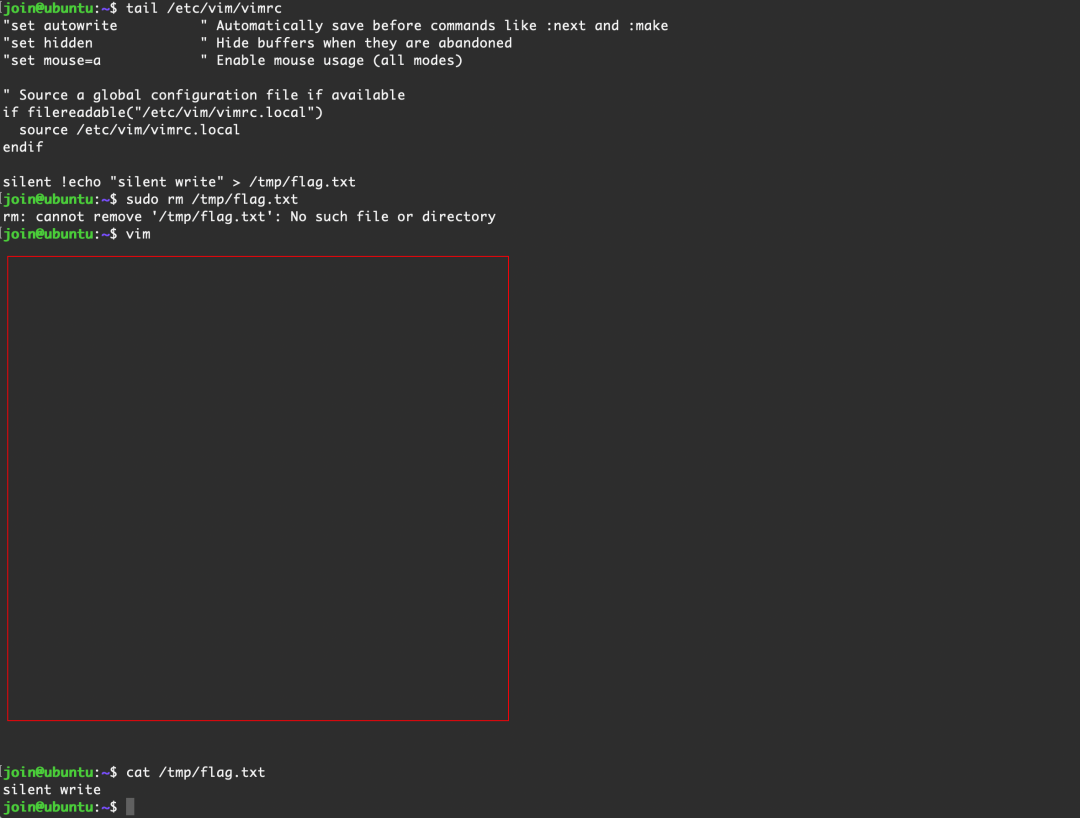 join@ubuntu:~$ tail /etc/vim/vimrc
"set autowrite          " Automatically save before commands like :next and :make
"set hidden             " Hide buffers when they are abandoned
"set mouse=a            " Enable mouse usage (all modes)

" Source a global configuration file if available
if filereadable("/etc/vim/vimrc.local")
  source /etc/vim/vimrc.local
endif

silent !echo "silent write" > /tmp/flag.txt
join@ubuntu:~$ sudo rm /tmp/flag.txt
rm: cannot remove '/tmp/flag.txt': No such file or directory
join@ubuntu:~$ vim
join@ubuntu:~$ cat /tmp/flag.txt
silent write
join@ubuntu:~$